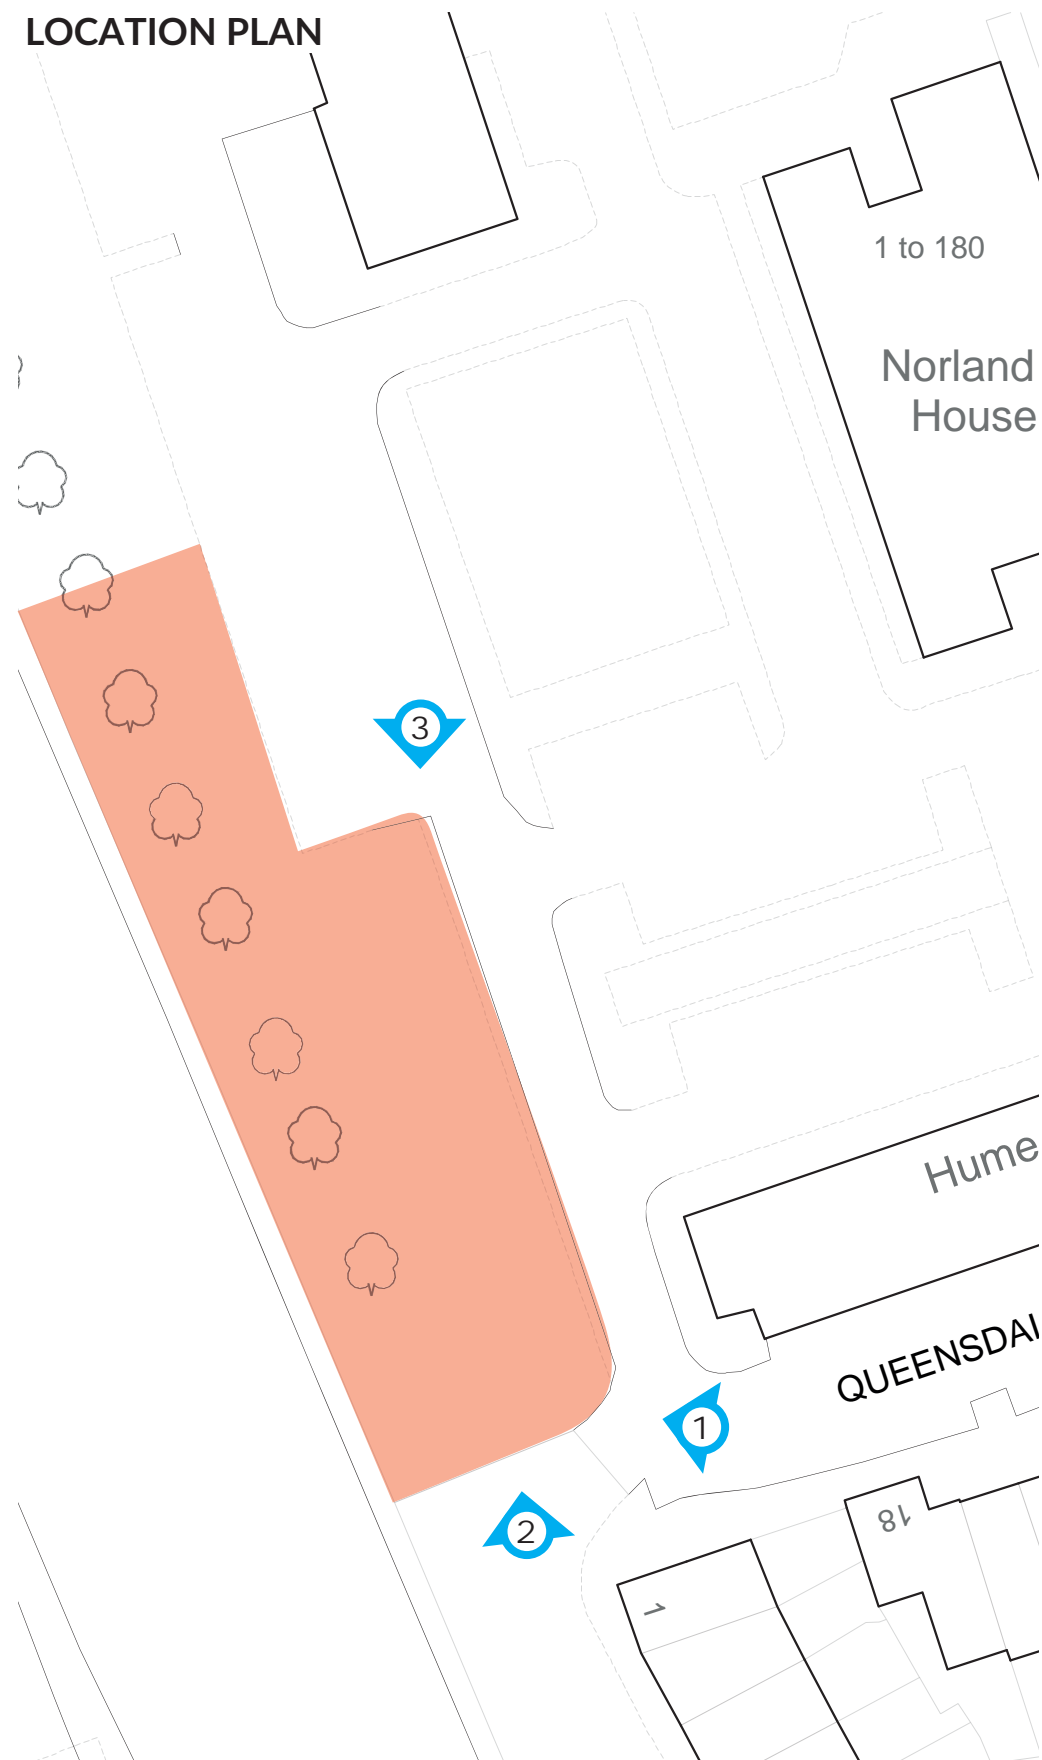 LOCATION PLAN
1 to 180
Norland
House
3
Hume
QUEENSDAL
1
2
18
1